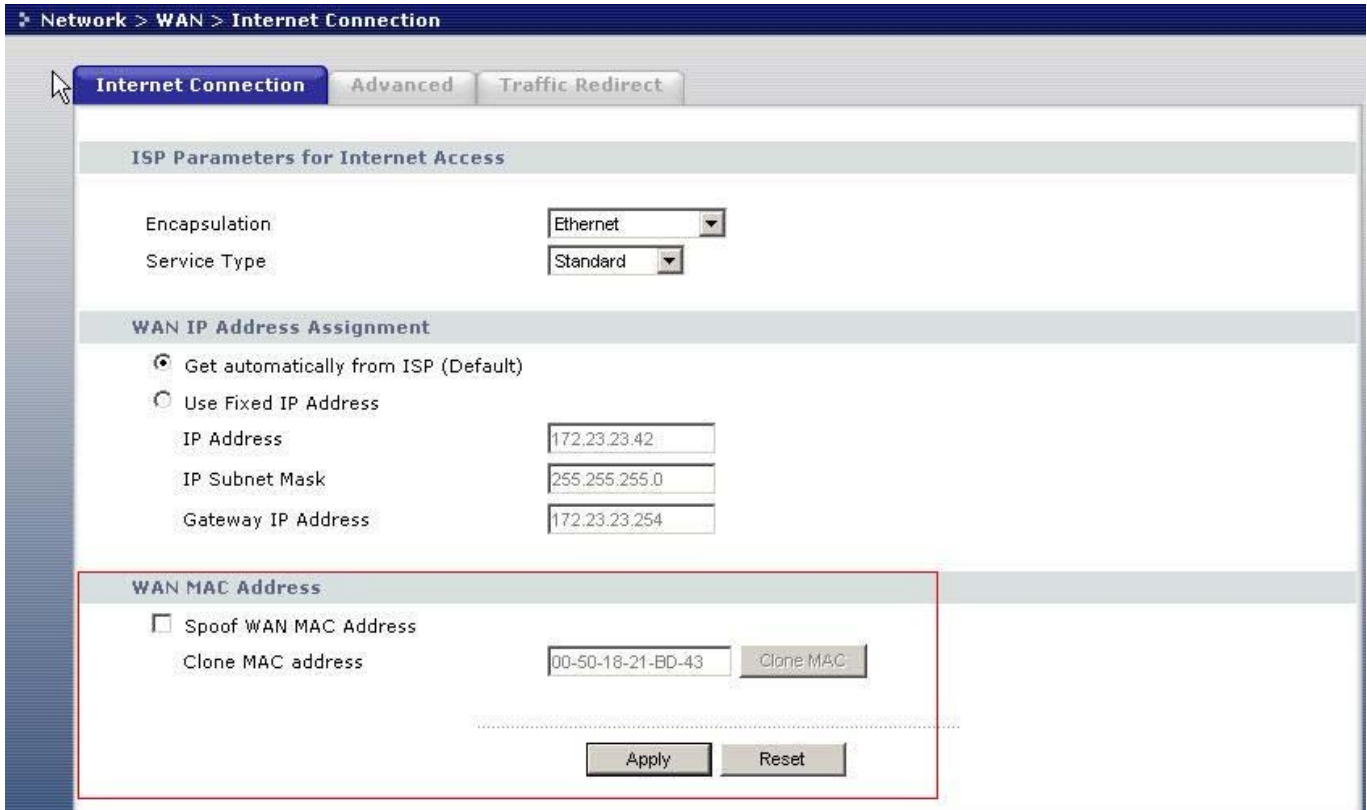 Network > WAN > Internet Connection
Internet Connection Advanced Traffic Redirect
ISP Parameters for Internet Access
Encapsulation Ethernet
Service Type Standard
WAN IP Address Assignment
Get automatically from ISP (Default)
Use Fixed IP Address
IP Address 172.23.23.42
IP Subnet Mask 255.255.255.0
Gateway IP Address 172.23.23.254
WAN MAC Address
Spoof WAN MAC Address
Clone MAC address 00-50-18-21-BD-43 Clone MAC
Apply Reset